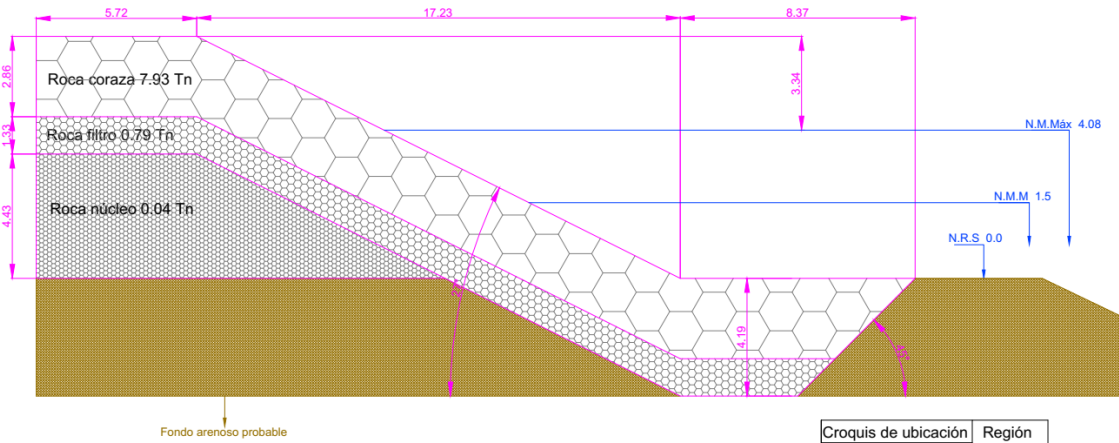 5.72
17.23
8.37
2.86
Roca coraza 7.93 Tn
3.34
1.33
Roca filtro 0.79 Tn
N.M.Máx 4.08
4.43
Roca núcleo 0.04 Tn
N.M.M 1.5
N.R.S 0.0
4.19
45°
Fondo arenoso probable
Croquis de ubicación
Región